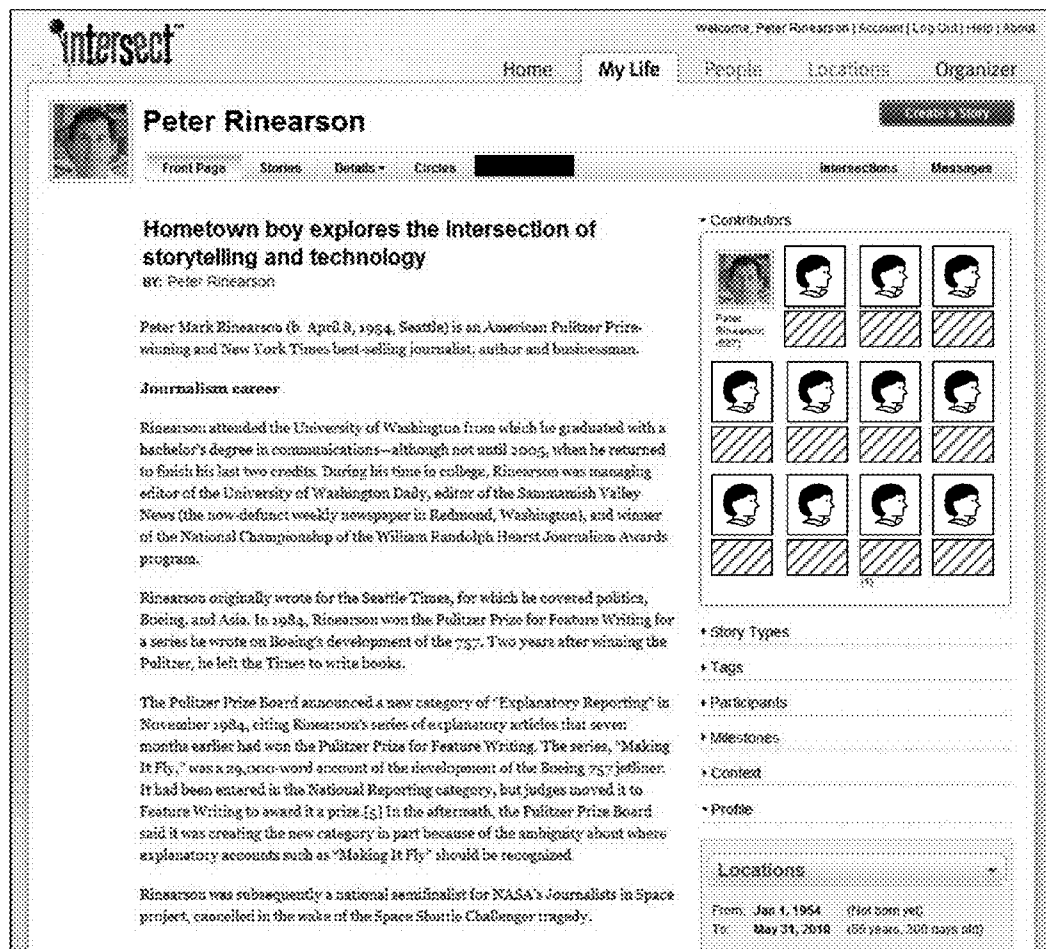 intersect™
Welcome, Peter Rinearson | Account | Log Out | Help | About
Home My Life People Locations Organizer
Peter Rinearson
Create a Story
Front Page Stories Details Circles Intersections Messages
Hometown boy explores the intersection of
storytelling and technology
BY: Peter Rinearson
Peter Mark Rinearson (b. April 8, 1954, Seattle) is an American Pulitzer Prize-
winning and New York Times best-selling journalist, author and businessman.
Journalism career
Rinearson attended the University of Washington from which he graduated with a
bachelor's degree in communications—although not until 2005, when he returned
to finish his last two credits. During his time in college, Rinearson was managing
editor of the University of Washington Daily, editor of the Sammamish Valley
News (the now-defunct weekly newspaper in Redmond, Washington), and winner
of the National Championship of the William Randolph Hearst Journalism Awards
program.
Rinearson originally wrote for the Seattle Times, for which he covered politics,
Boeing, and Asia. In 1984, Rinearson won the Pulitzer Prize for Feature Writing for
a series he wrote on Boeing's development of the 757. Two years after winning the
Pulitzer, he left the Times to write books.
The Pulitzer Prize Board announced a new category of "Explanatory Reporting" in
November 1984, citing Rinearson's series of explanatory articles that seven
months earlier had won the Pulitzer Prize for Feature Writing. The series, "Making
It Fly," was a 29,000-word account of the development of the Boeing 757 jetliner.
It had been entered in the National Reporting category, but judges moved it to
Feature Writing to award it a prize.[5] In the aftermath, the Pulitzer Prize Board
said it was creating the new category in part because of the ambiguity about where
explanatory accounts such as "Making It Fly" should be recognized.
Rinearson was subsequently a national semifinalist for NASA's Journalists in Space
project, cancelled in the wake of the Space Shuttle Challenger tragedy.
Contributors
Peter
Rinearson
Story Types
Tags
Participants
Milestones
Context
Profile
Locations
From: Jan 1, 1954 (Not born yet)
To: May 31, 2010